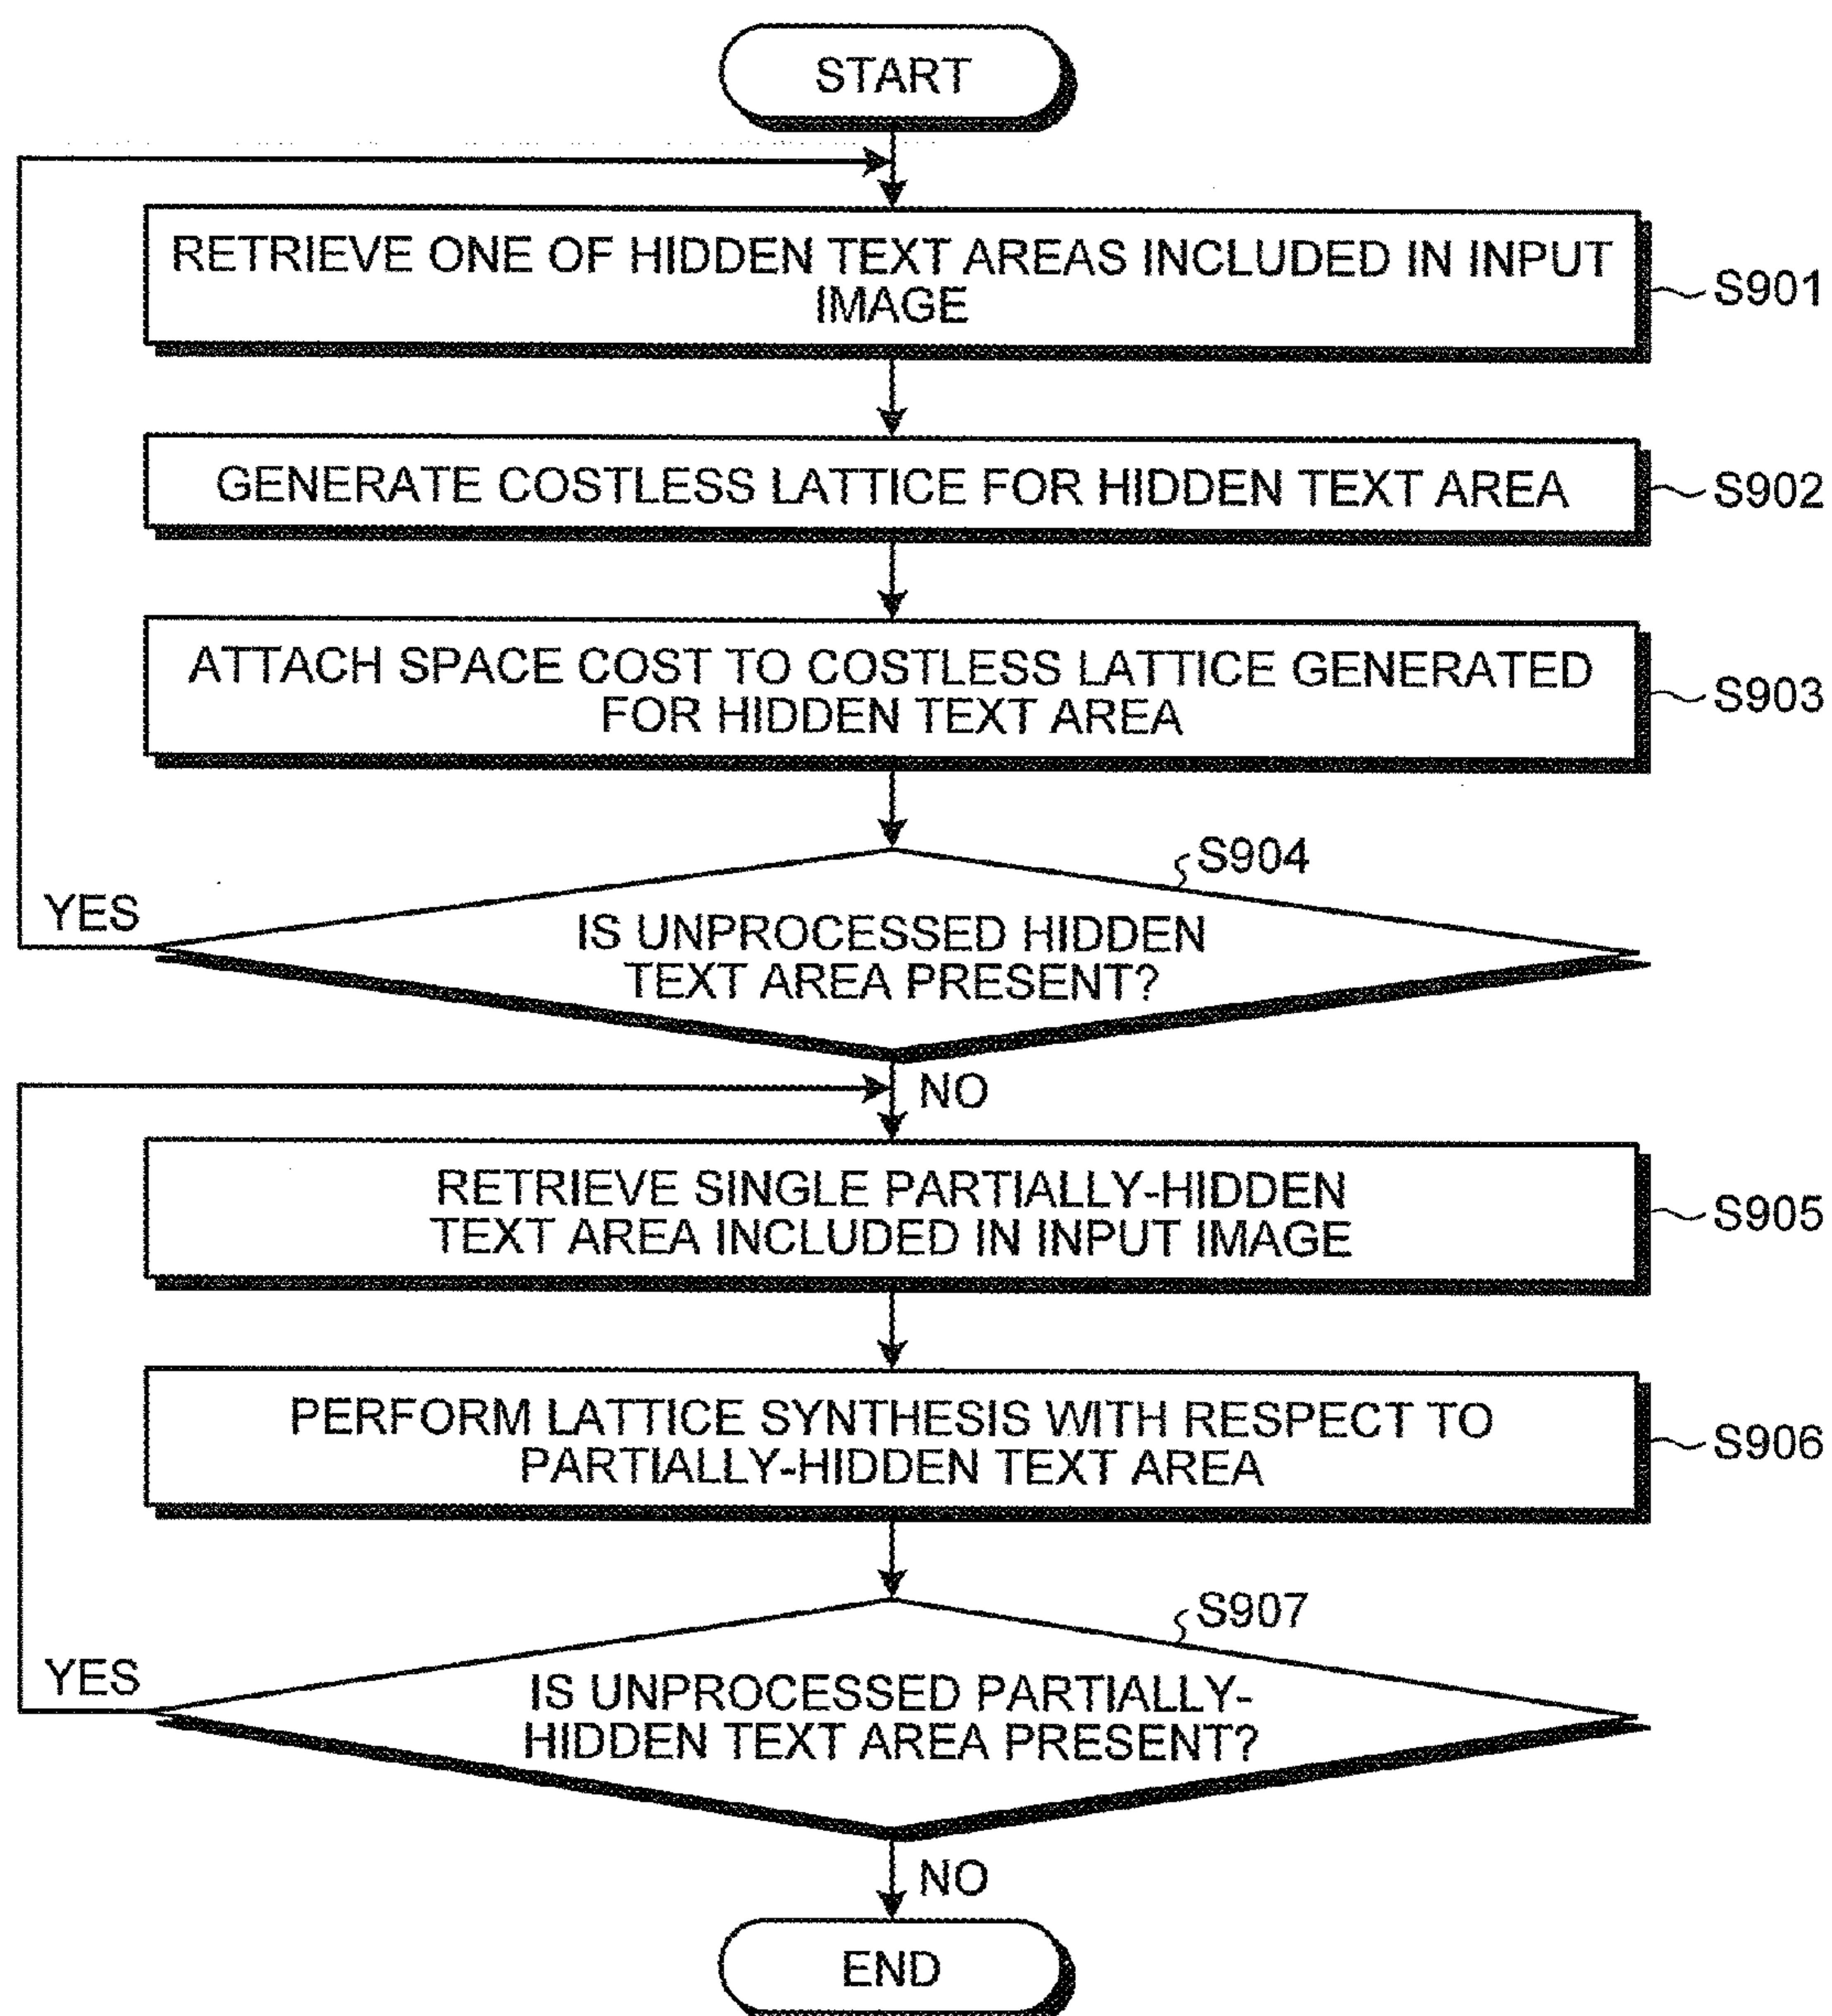 START
RETRIEVE ONE OF HIDDEN TEXT AREAS INCLUDED IN INPUT
IMAGE
S901
GENERATE COSTLESS LATTICE FOR HIDDEN TEXT AREA
S902
ATTACH SPACE COST TO COSTLESS LATTICE GENERATED
FOR HIDDEN TEXT AREA
S903
S904
YES
IS UNPROCESSED HIDDEN
TEXT AREA PRESENT?
NO
RETRIEVE SINGLE PARTIALLY-HIDDEN
TEXT AREA INCLUDED IN INPUT IMAGE
S905
PERFORM LATTICE SYNTHESIS WITH RESPECT TO
PARTIALLY-HIDDEN TEXT AREA
S906
S907
YES
IS UNPROCESSED PARTIALLY-
HIDDEN TEXT AREA PRESENT?
NO
END